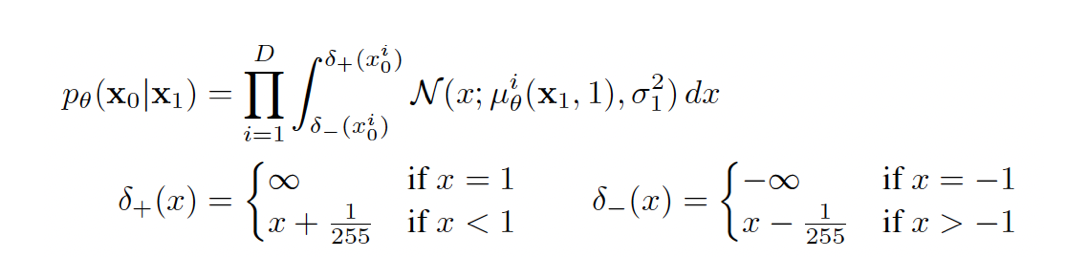 p_θ(x_0|x_1) = ∏_{i=1}^{D} ∫_{δ_−(x_0^i)}^{δ_+(x_0^i)} 𝒩(x; μ_θ^i(x_1, 1), σ_1^2) dx
δ_+(x) = { ∞ if x = 1 δ_−(x) = { −∞ if x = −1
x + 1/255 if x < 1 x − 1/255 if x > −1